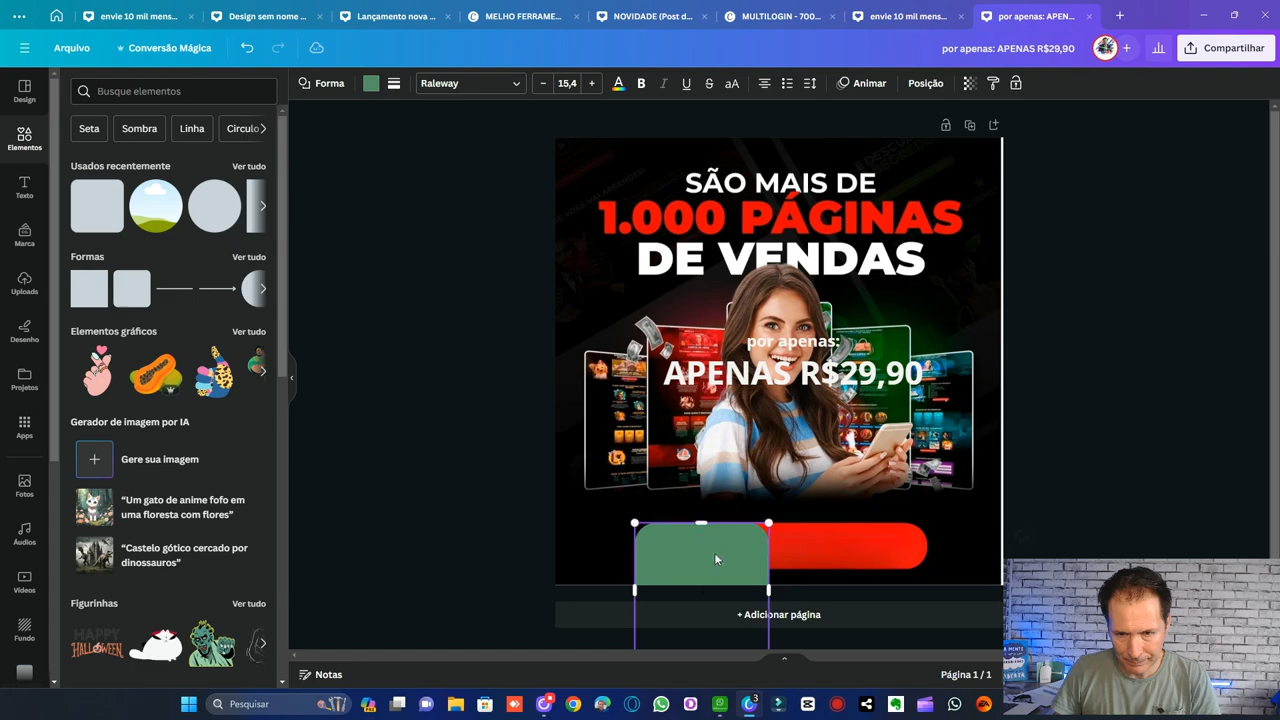 envie 10 mil mens...
Design sem nome
Lançamento nova
MELHO FERRAME...
NOVIDADE (Post d...
MULTILOGIN - 700...
envie 10 mil mens...
por apenas: APEN...
Arquivo
Conversão Mágica
por apenas: APENAS R$29,90
Compartilhar
Design
Elementos
Texto
Marca
Uploads
Desenho
Projetos
Apps
Fotos
Áudios
Vídeos
Fundo
Busque elementos
Seta
Sombra
Linha
Círculo
Usados recentemente
Ver tudo
Formas
Ver tudo
Elementos gráficos
Ver tudo
Gerador de imagem por IA
Gere sua imagem
“Um gato de anime fofo em
uma floresta com flores”
“Castelo gótico cercado por
dinossauros”
Figurinhas
Ver tudo
HAPPY
HALLOWEEN
Forma
Raleway
15,4
A
B
I
U
S
aA
Animar
Posição
SÃO MAIS DE
1.000 PÁGINAS
DE VENDAS
por apenas:
APENAS R$29,90
+ Adicionar página
Notas
Página 1 / 1
Pesquisar
3